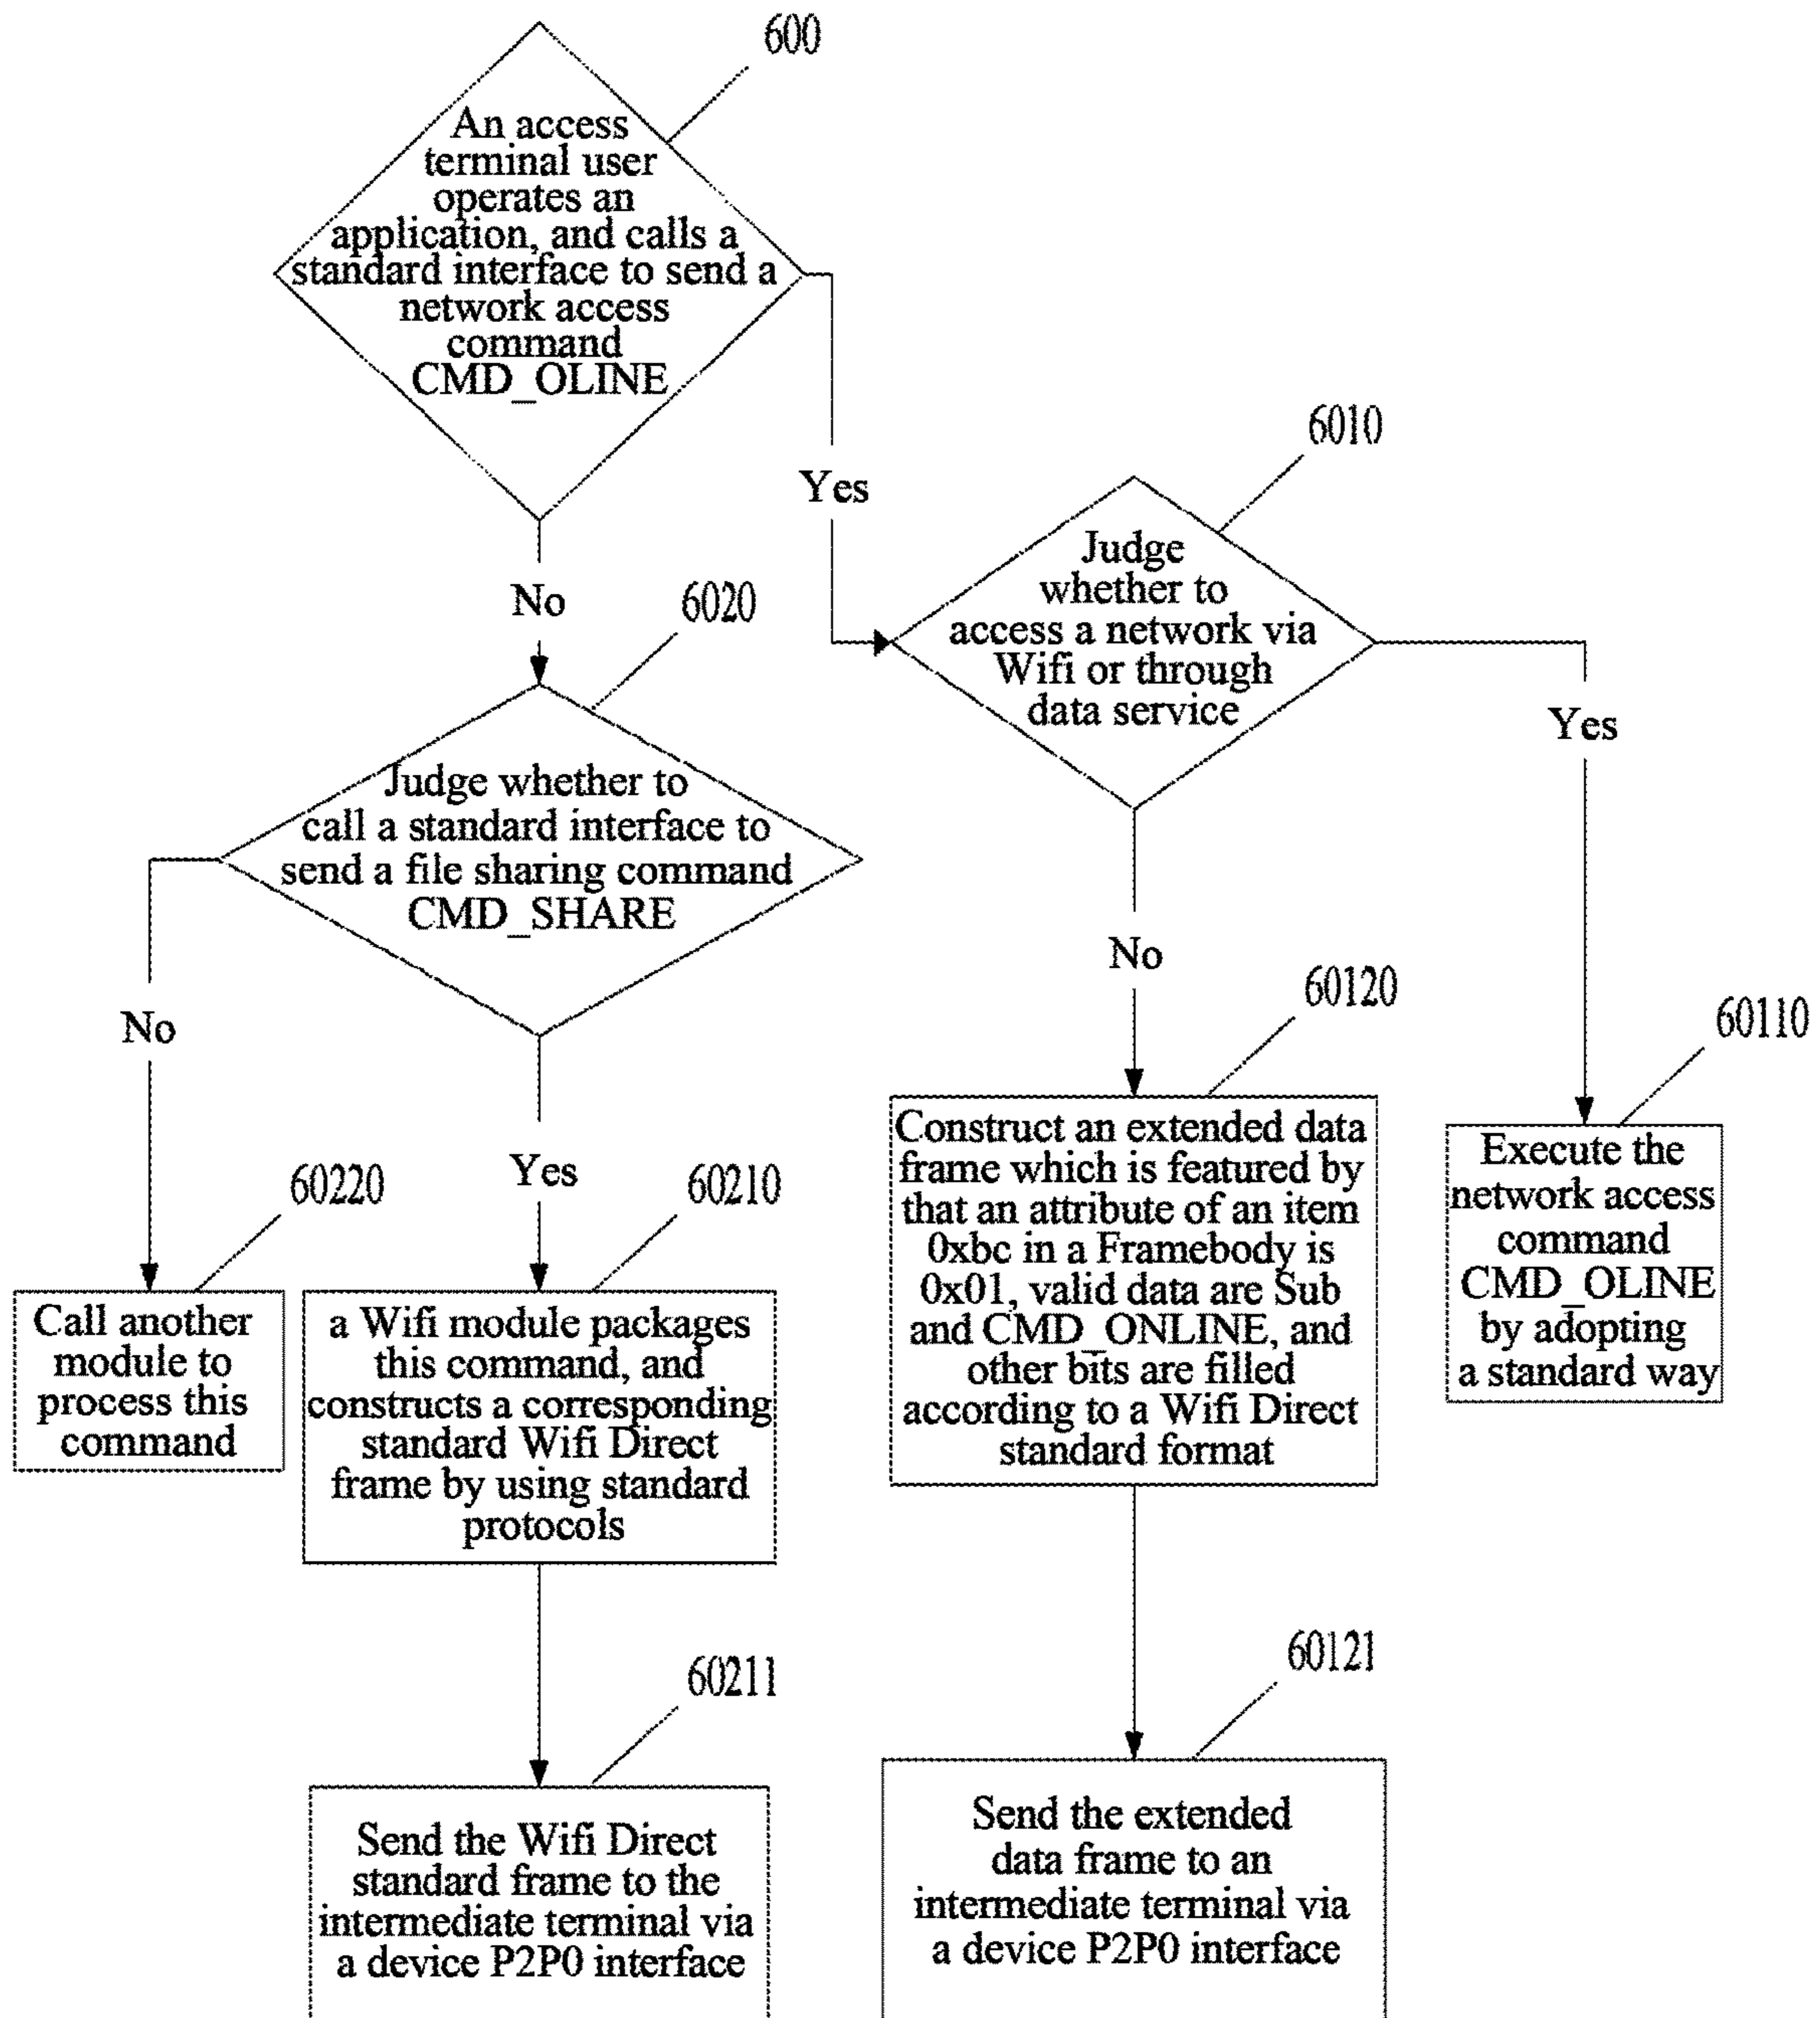 600
An access
terminal user
operates an
application, and calls a
standard interface to send a
network access
command
CMD_OLINE
Yes
No
6010
Judge
whether to
access a network via
Wifi or through
data service
Yes
No
6020
Judge whether to
call a standard interface to
send a file sharing command
CMD_SHARE
No
Yes
60220
Call another
module to
process this
command
60210
a Wifi module packages
this command, and
constructs a corresponding
standard Wifi Direct
frame by using standard
protocols
60120
Construct an extended data
frame which is featured by
that an attribute of an item
0xbc in a Framebody is
0x01, valid data are Sub
and CMD_ONLINE, and
other bits are filled
according to a Wifi Direct
standard format
60110
Execute the
network access
command
CMD_OLINE
by adopting
a standard way
60211
Send the Wifi Direct
standard frame to the
intermediate terminal via
a device P2P0 interface
60121
Send the extended
data frame to an
intermediate terminal via
a device P2P0 interface